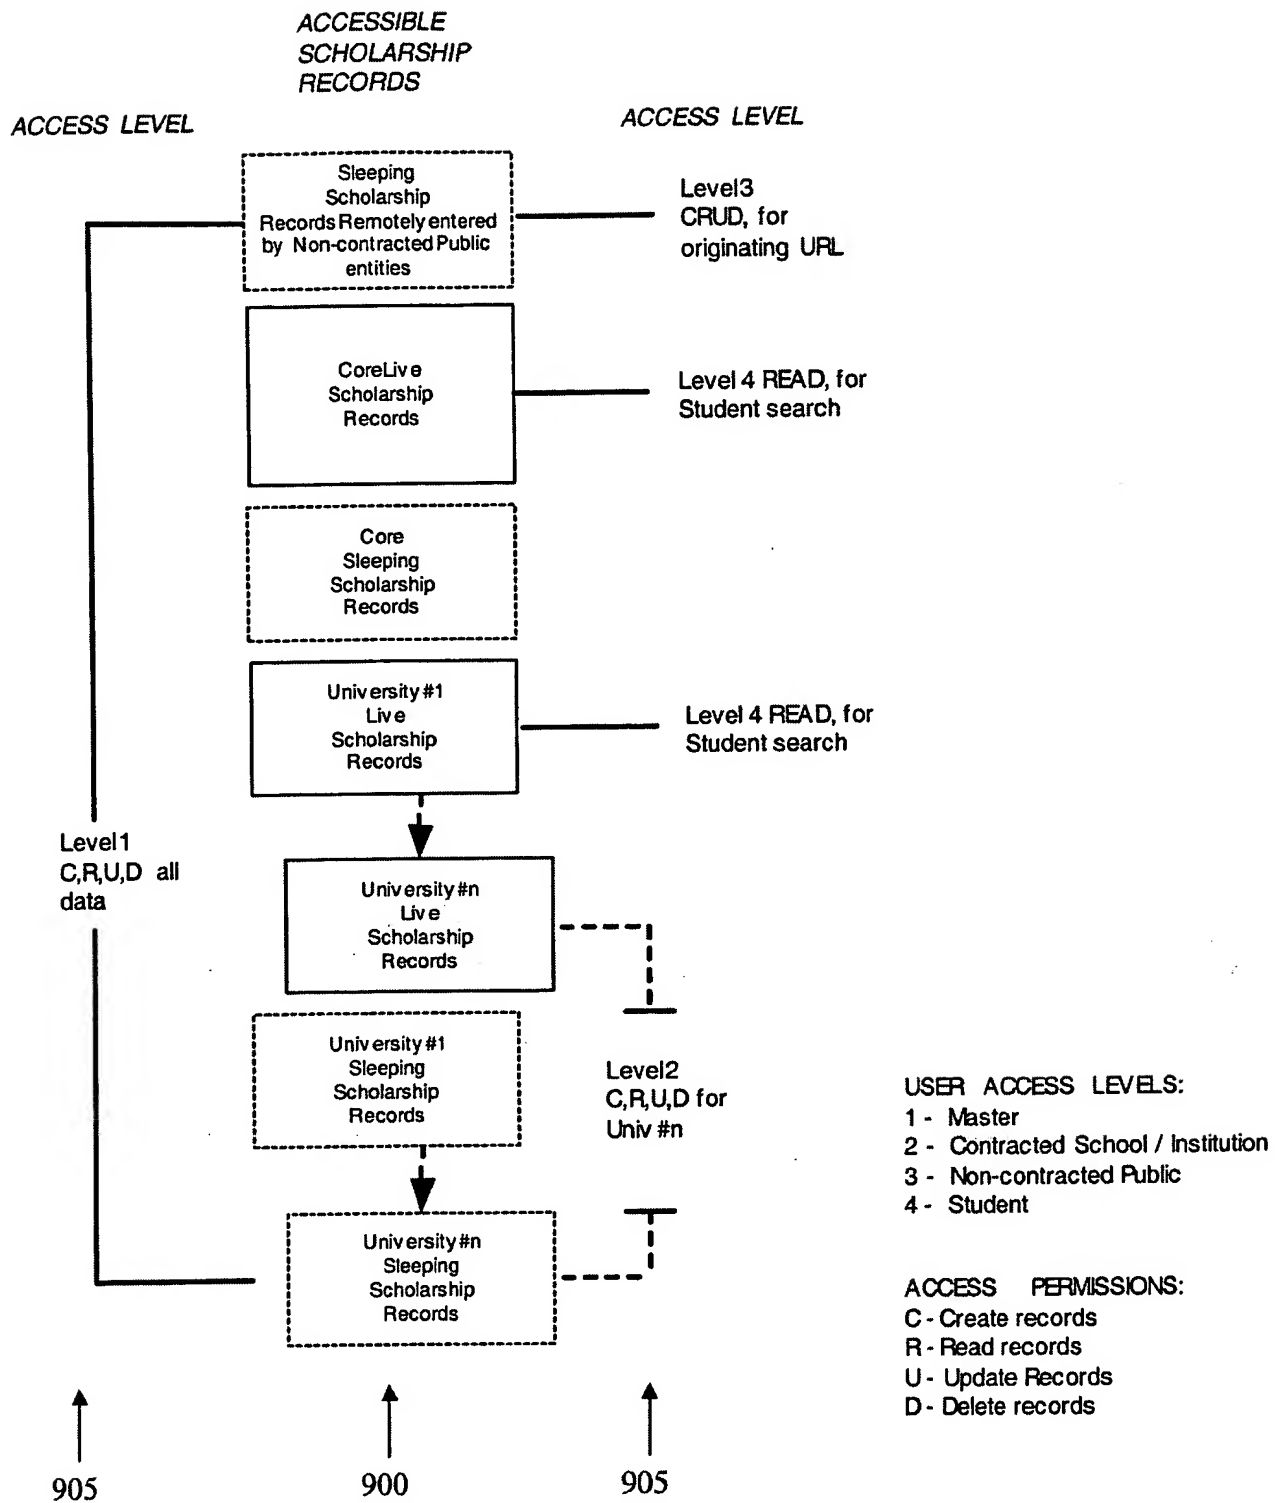 ACCESSIBLE
SCHOLARSHIP
RECORDS
ACCESS LEVEL
ACCESS LEVEL
Sleeping
Scholarship
Records Remotely entered
by Non-contracted Public
entities
Level3
CRUD, for
originating URL
CoreLive
Scholarship
Records
Level 4 READ, for
Student search
Core
Sleeping
Scholarship
Records
University #1
Live
Scholarship
Records
Level 4 READ, for
Student search
Level1
C,R,U,D all
data
University #n
Live
Scholarship
Records
University #1
Sleeping
Scholarship
Records
Level2
C,R,U,D for
Univ #n
University #n
Sleeping
Scholarship
Records
USER ACCESS LEVELS:
1 - Master
2 - Contracted School / Institution
3 - Non-contracted Public
4 - Student
ACCESS PERMISSIONS:
C - Create records
R - Read records
U - Update Records
D - Delete records
905
900
905